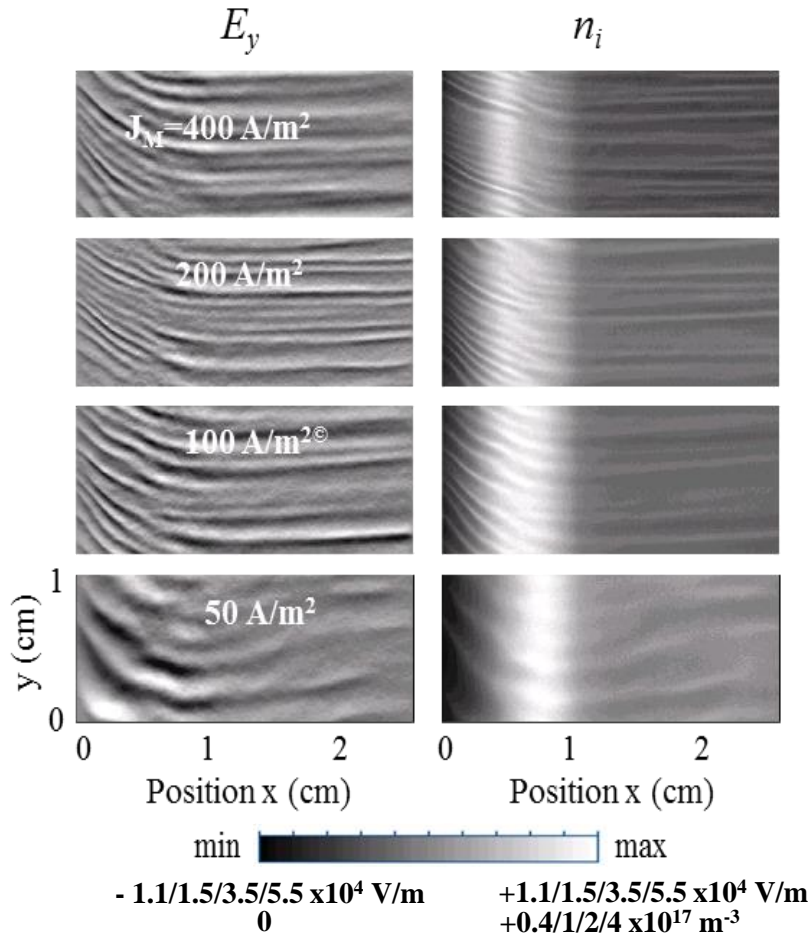 E_y
n_i
J_M=400 A/m²
200 A/m²
100 A/m²©
50 A/m²
1
y (cm)
0
0 1 2
0 1 2
Position x (cm)
Position x (cm)
min
max
- 1.1/1.5/3.5/5.5 x10⁴ V/m
+1.1/1.5/3.5/5.5 x10⁴ V/m
0
+0.4/1/2/4 x10¹⁷ m⁻³